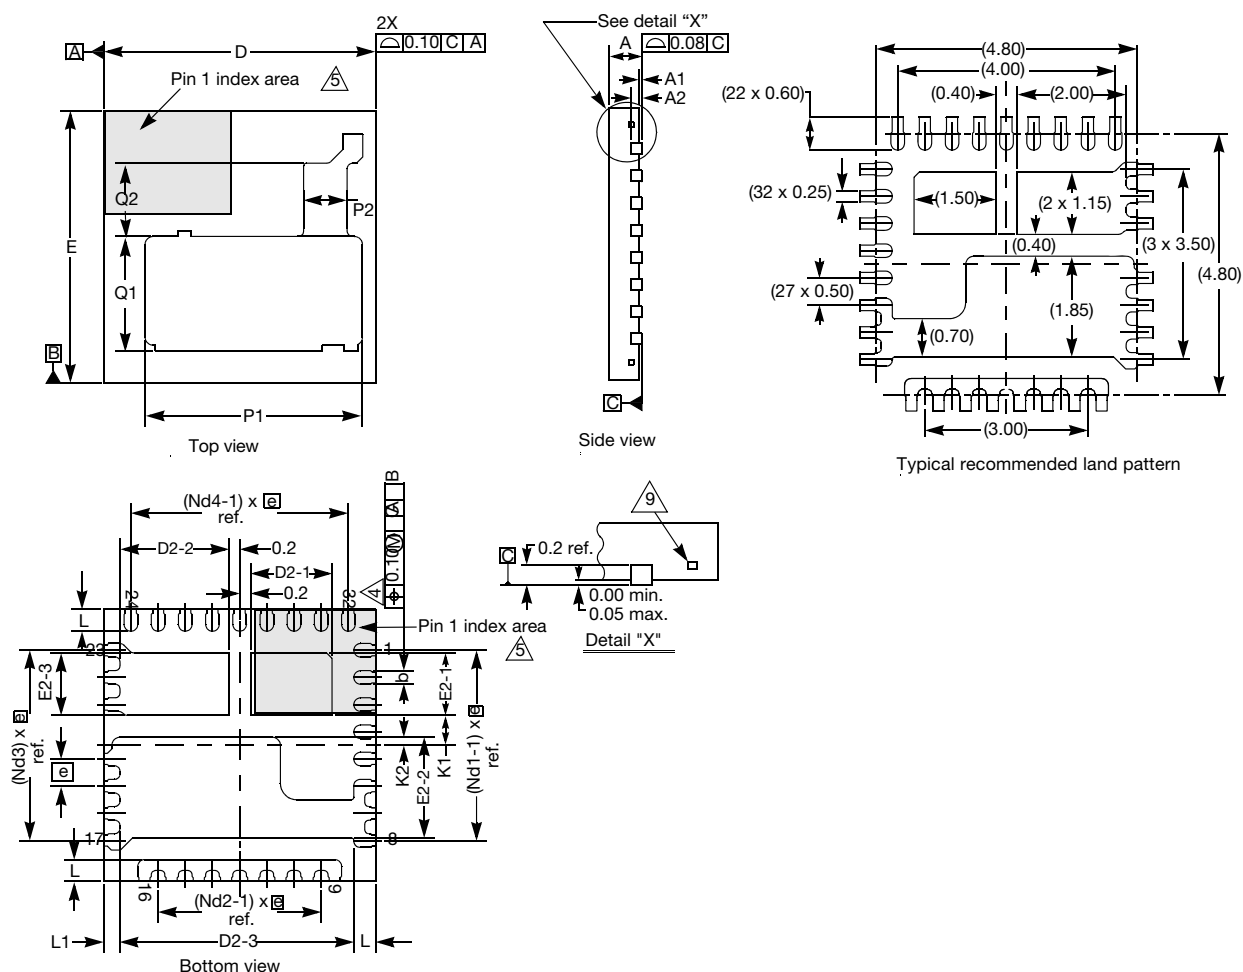 2X
0.10 C A
A
D
Pin 1 index area
5
Q2
P2
E
Q1
B
P1
Top view
See detail “X”
A
0.08 C
A1
A2
C
Side view
(4.80)
(4.00)
(22 x 0.60)
(0.40)
(2.00)
(32 x 0.25)
(1.50)
(2 x 1.15)
(0.40)
(3 x 3.50)
(4.80)
(27 x 0.50)
(1.85)
(0.70)
(3.00)
Typical recommended land pattern
(Nd4-1) x e
ref.
D2-2
0.2
D2-1
0.2
0.10 M A B
4
24
32
L
Pin 1 index area
5
23
1
E2-3
b
E2-1
(Nd3) x e
ref.
(Nd1-1) x e
ref.
e
K2
E2-2
K1
17
8
L
16
9
(Nd2-1) x e
ref.
L1
D2-3
L
Bottom view
9
C
0.2 ref.
0.00 min.
0.05 max.
Detail "X"